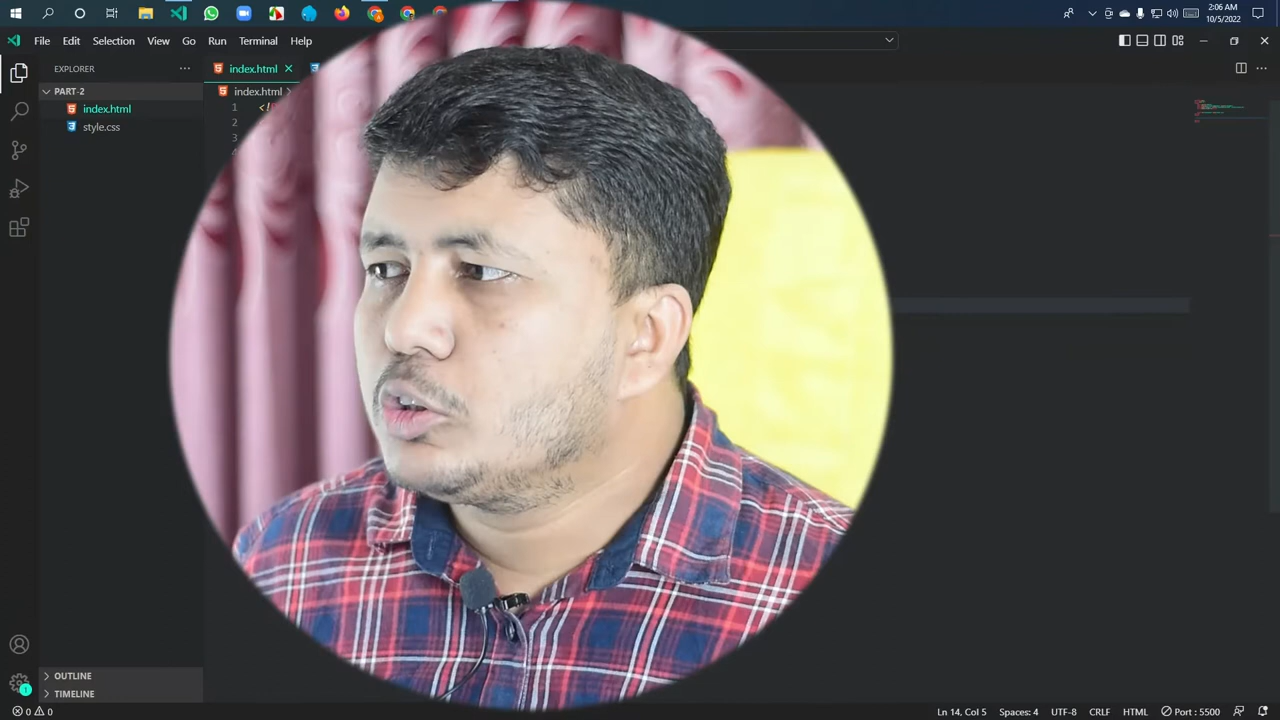 2:06 AM
10/5/2022
File Edit Selection View Go Run Terminal Help
EXPLORER
index.html
PART-2
index.html
1 <!
index.html
style.css
2
3
OUTLINE
TIMELINE
1
0 0
Ln 14, Col 5 Spaces: 4 UTF-8 CRLF HTML Port : 5500